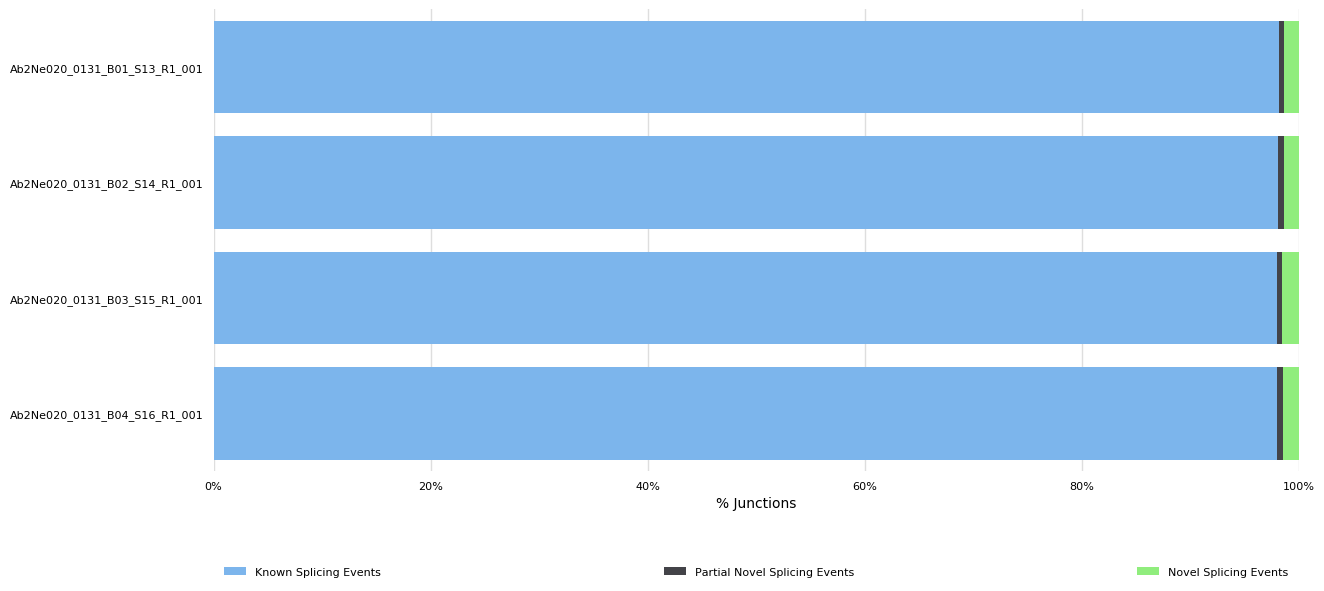 Ab2Ne020_0131_B01_S13_R1_001
Ab2Ne020_0131_B02_S14_R1_001
Ab2Ne020_0131_B03_S15_R1_001
Ab2Ne020_0131_B04_S16_R1_001
0% 20% 40% 60% 80% 100%
% Junctions
Known Splicing Events Partial Novel Splicing Events Novel Splicing Events